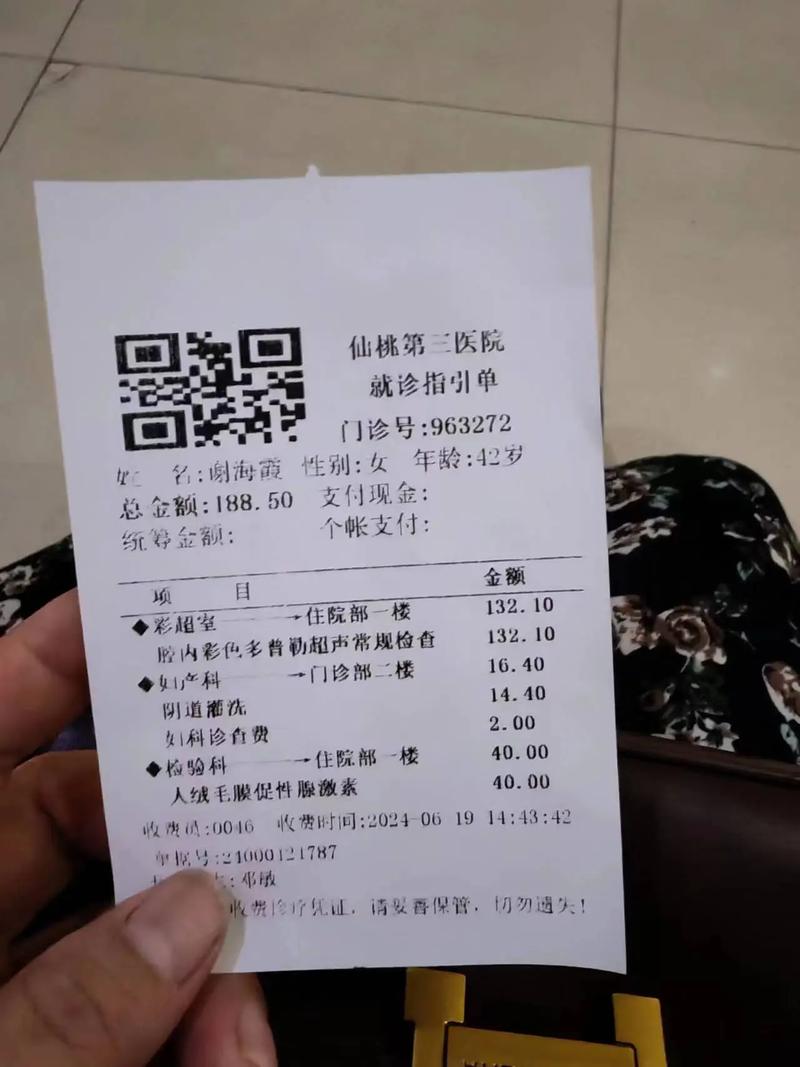 仙桃第三医院
就诊指引单
门诊号:963272
姓 名:谢海霞 性别:女 年龄:42岁
总金额:188.50 支付现金:
统筹金额: 个帐支付:
项 目 金额
◆彩超室→住院部一楼 132.10
腔内彩色多普勒超声常规检查 132.10
◆妇产科→门诊部二楼 16.40
阴道灌洗 14.40
妇科诊查费 2.00
◆检验科→住院部一楼 40.00
人绒毛膜促性腺激素 40.00
收费员:0046 收费时间:2024-06 19 14:43:42
单据号:24000121787
:邓敏
收费诊疗凭证，请妥善保管，切勿遗失!